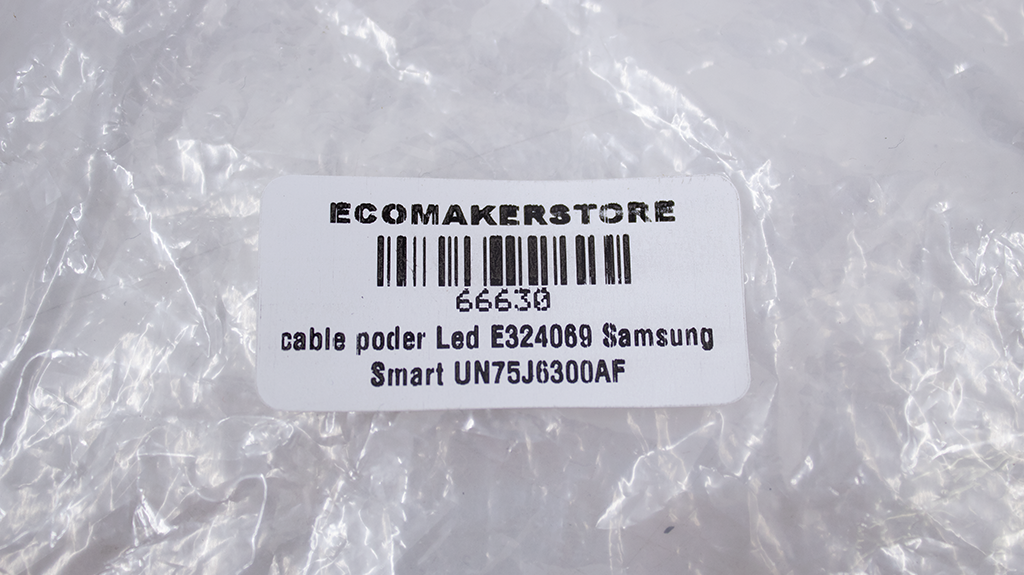 ECOMAKERSTORE
66630
cable poder Led E324069 Samsung
Smart UN75J6300AF